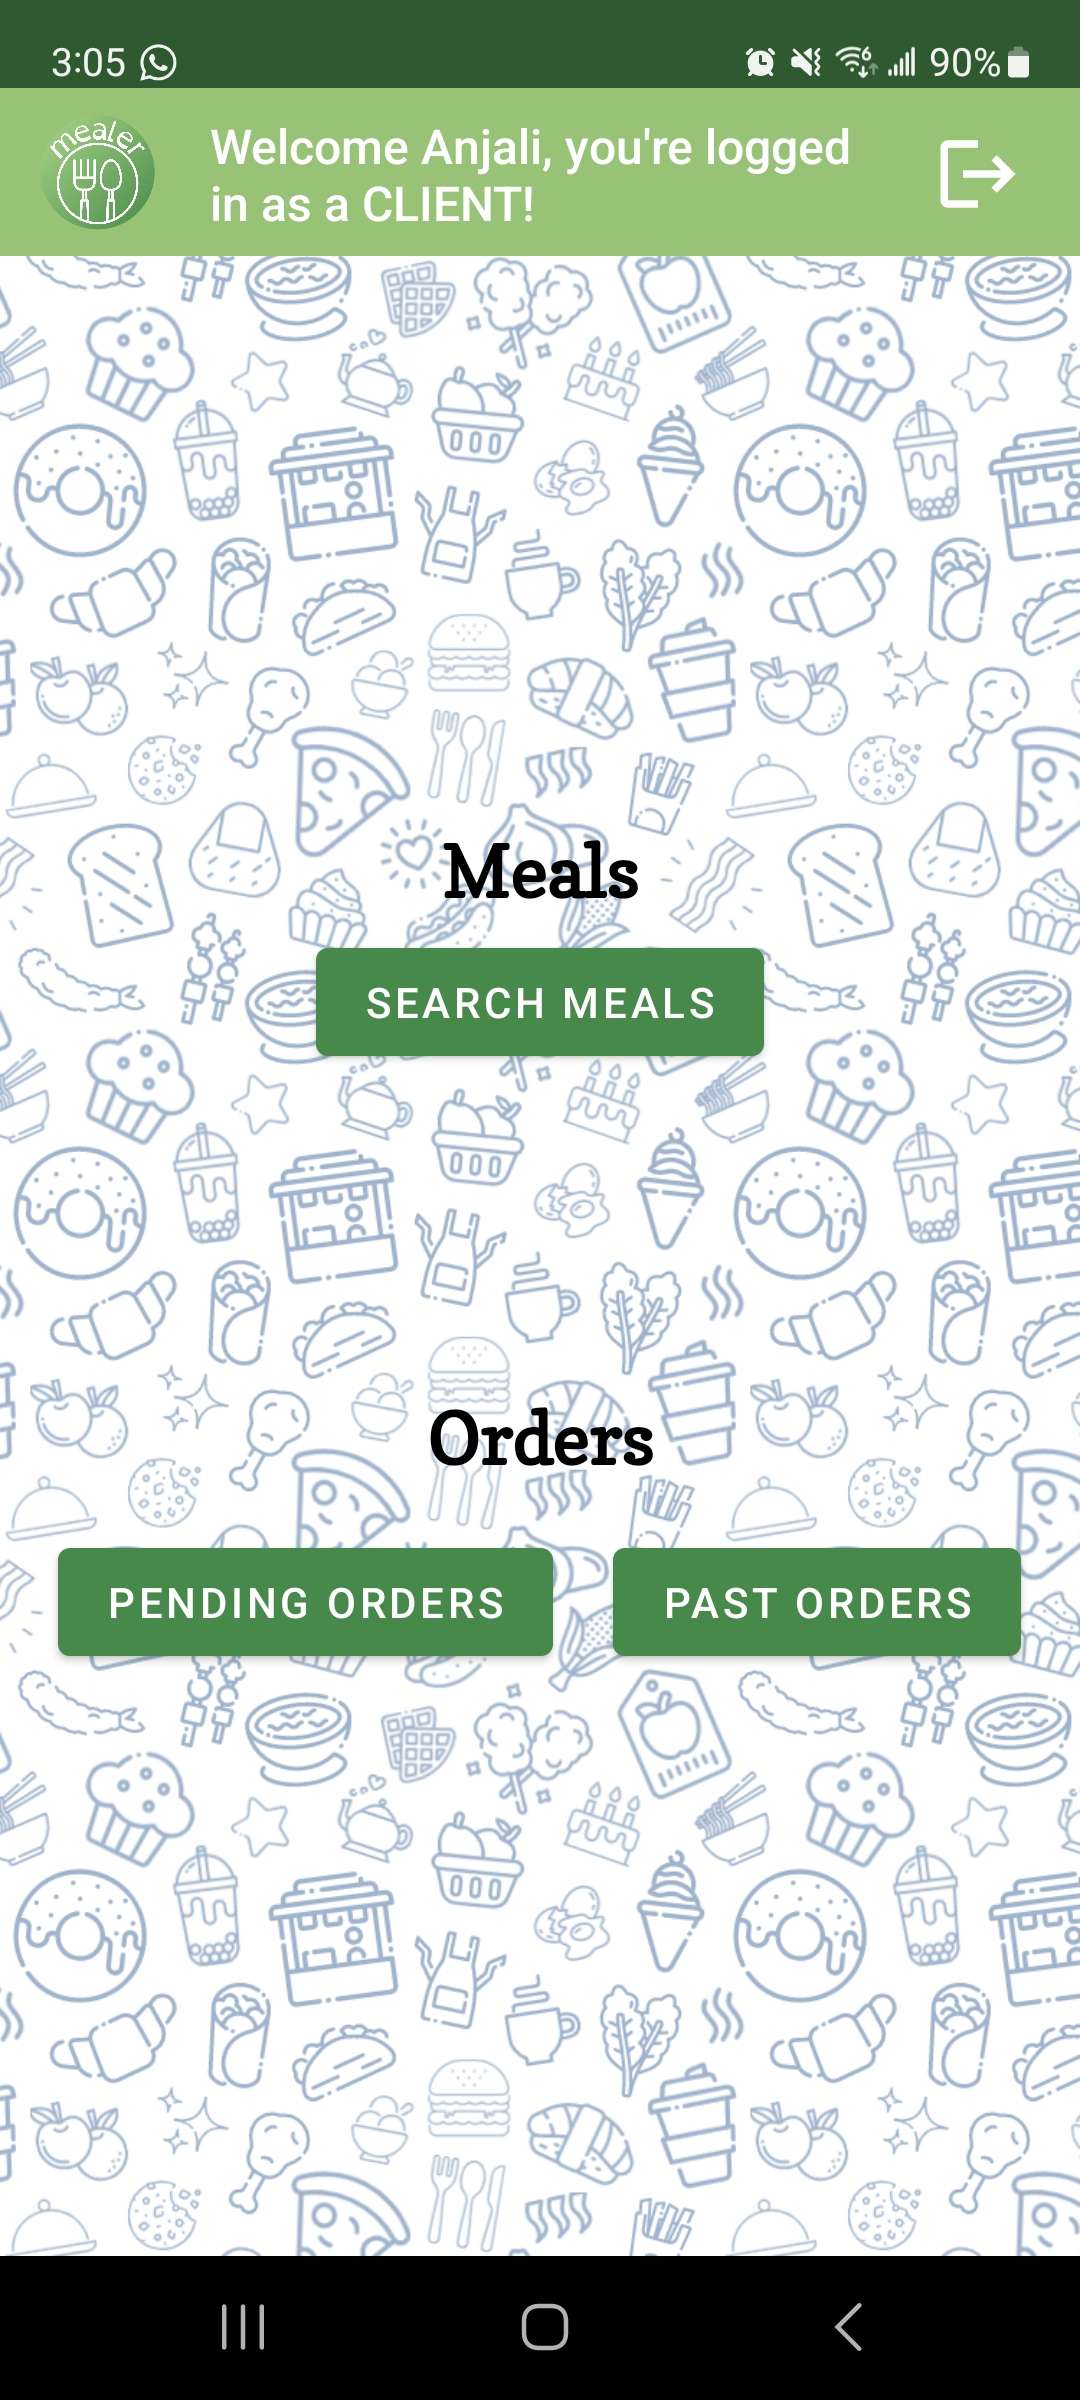 3:05
90%
mealer
Welcome Anjali, you're logged
in as a CLIENT!
Meals
SEARCH MEALS
Orders
PENDING ORDERS
PAST ORDERS